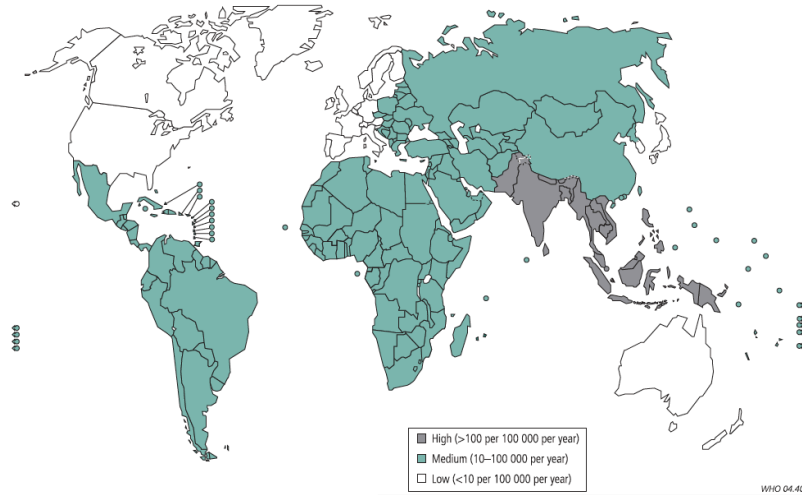 High (>100 per 100 000 per year)
Medium (10–100 000 per year)
Low (<10 per 100 000 per year)
WHO 04.40